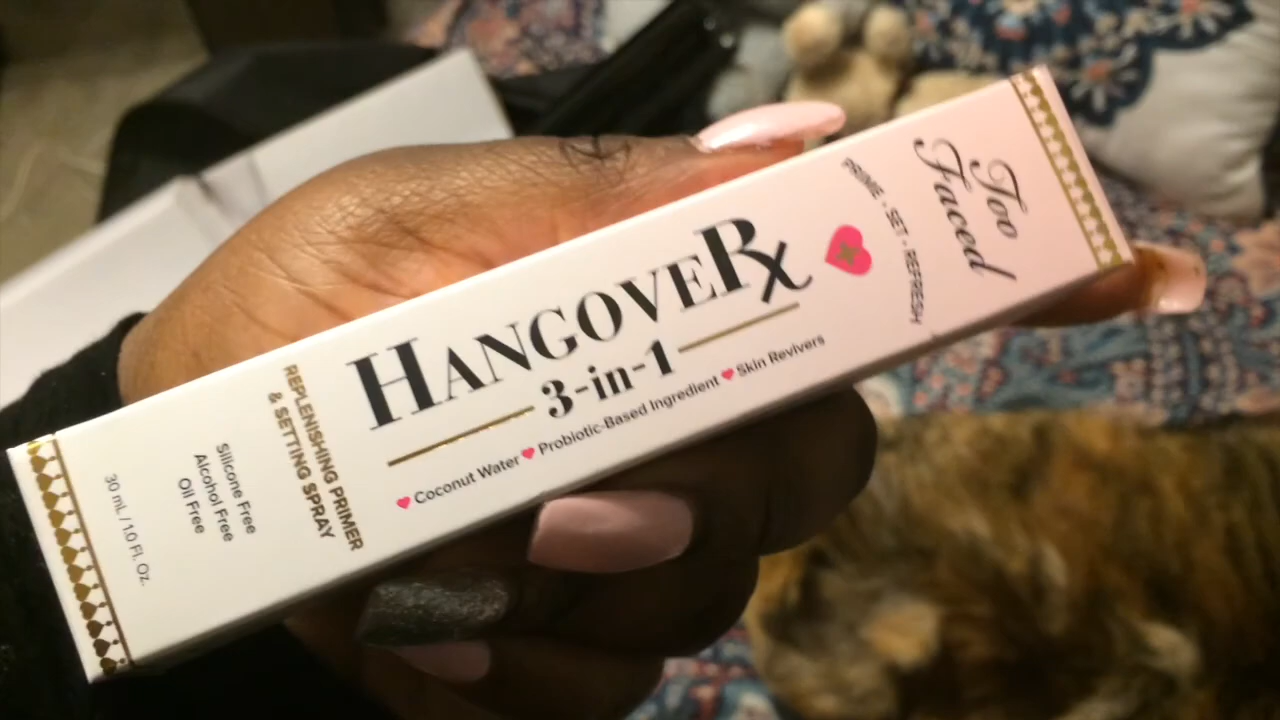 Too
Faced
PRIME • SET • REFRESH
HANGOVERx
3-in-1
Coconut Water Probiotic-Based Ingredient Skin Revivers
REPLENISHING PRIMER
& SETTING SPRAY
Silicone Free
Alcohol Free
Oil Free
30 mL / 1.0 Fl. Oz.